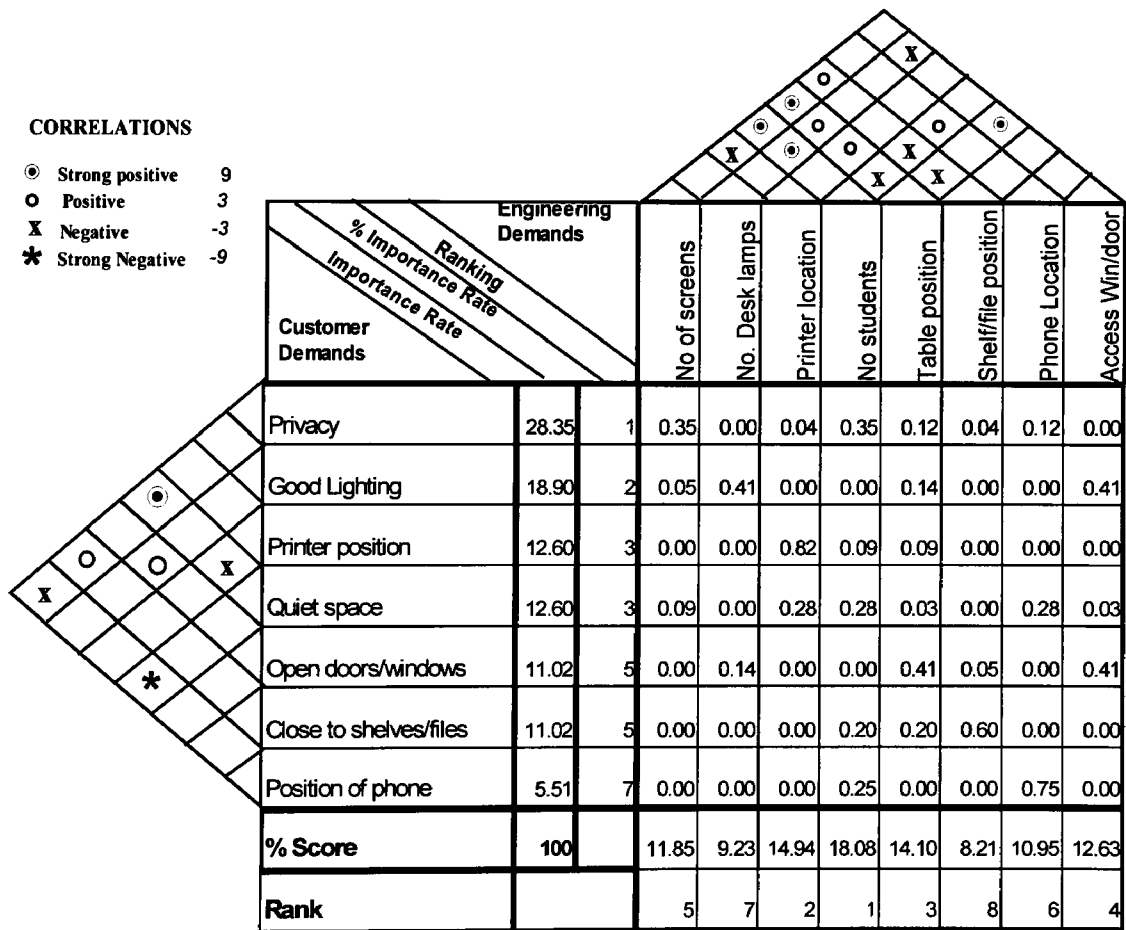 CORRELATIONS
Strong positive 9
Positive 3
X Negative -3
* Strong Negative -9
Engineering
Demands
Ranking
% Importance Rate
Importance Rate
Customer
Demands
No of screens
No. Desk lamps
Printer location
No students
Table position
Shelf/file position
Phone Location
Access Win/door
Privacy 28.35 1 0.35 0.00 0.04 0.35 0.12 0.04 0.12 0.00
Good Lighting 18.90 2 0.05 0.41 0.00 0.00 0.14 0.00 0.00 0.41
Printer position 12.60 3 0.00 0.00 0.82 0.09 0.09 0.00 0.00 0.00
Quiet space 12.60 3 0.09 0.00 0.28 0.28 0.03 0.00 0.28 0.03
Open doors/windows 11.02 5 0.00 0.14 0.00 0.00 0.41 0.05 0.00 0.41
Close to shelves/files 11.02 5 0.00 0.00 0.00 0.20 0.20 0.60 0.00 0.00
Position of phone 5.51 7 0.00 0.00 0.00 0.25 0.00 0.00 0.75 0.00
% Score 100 11.85 9.23 14.94 18.08 14.10 8.21 10.95 12.63
Rank 5 7 2 1 3 8 6 4